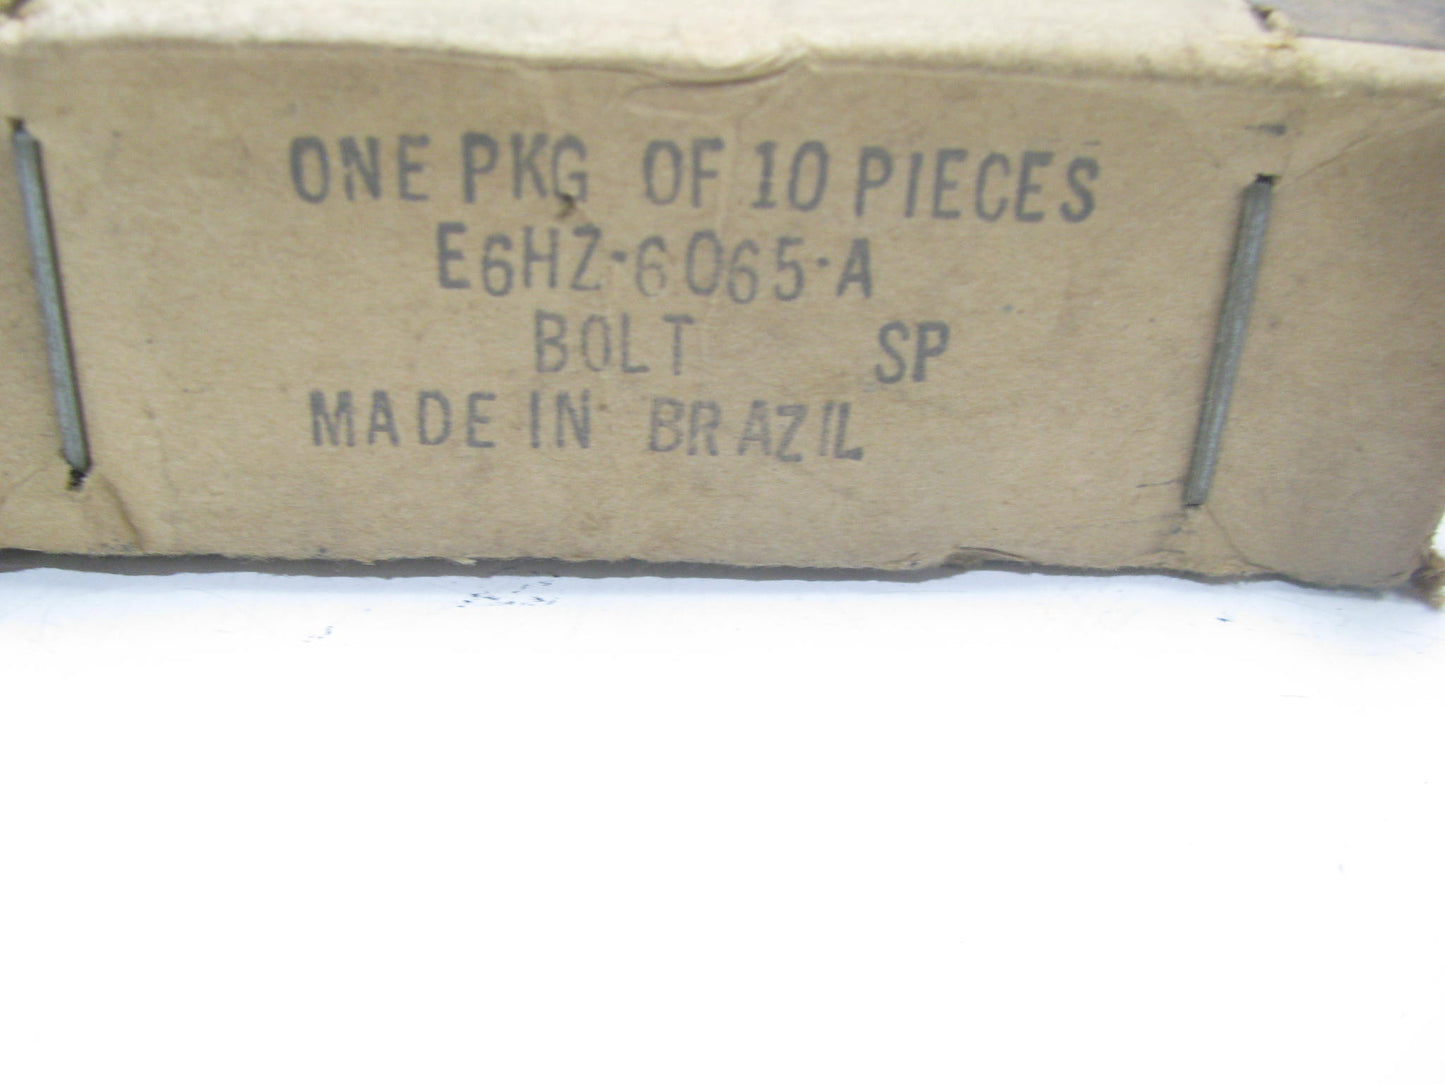 ONE PKG OF 10 PIECES
E6HZ-6065-A
BOLT SP
MADE IN BRAZIL